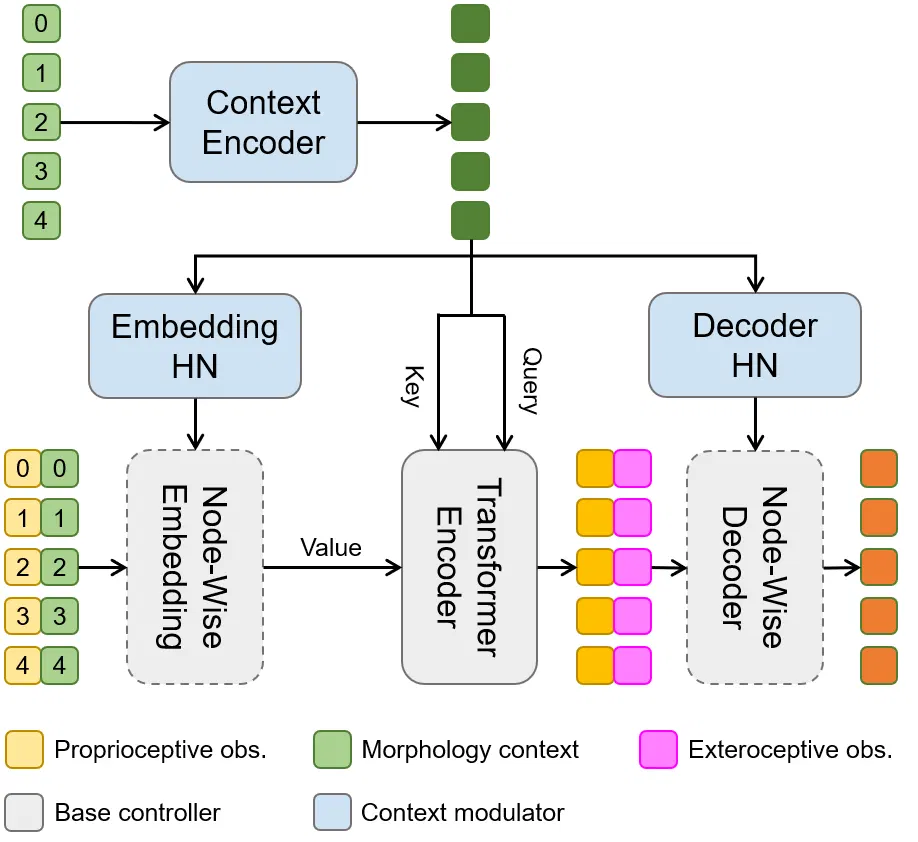 0
1
2
3
4
Context
Encoder
Embedding
HN
Key
Query
Decoder
HN
0 0
1 1
2 2
3 3
4 4
Node-Wise
Embedding
Value
Transformer
Encoder
Node-Wise
Decoder
Proprioceptive obs.
Morphology context
Exteroceptive obs.
Base controller
Context modulator